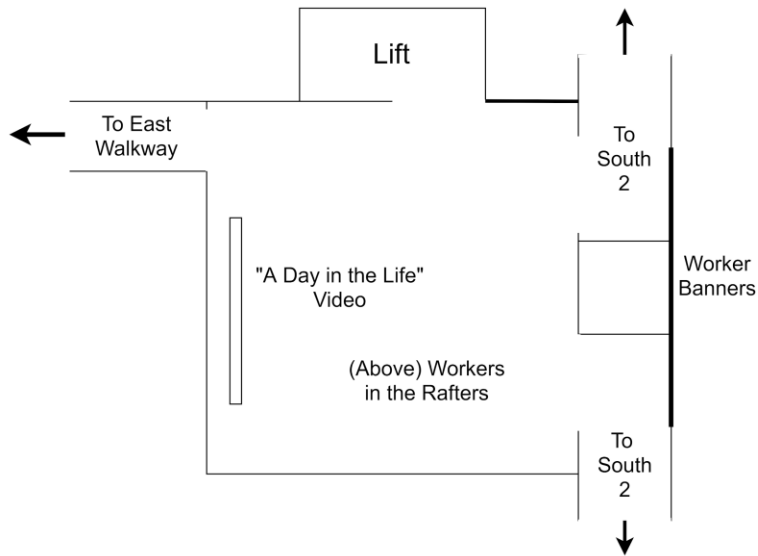 Lift
To East
Walkway
To
South
2
"A Day in the Life"
Video
Worker
Banners
(Above) Workers
in the Rafters
To
South
2